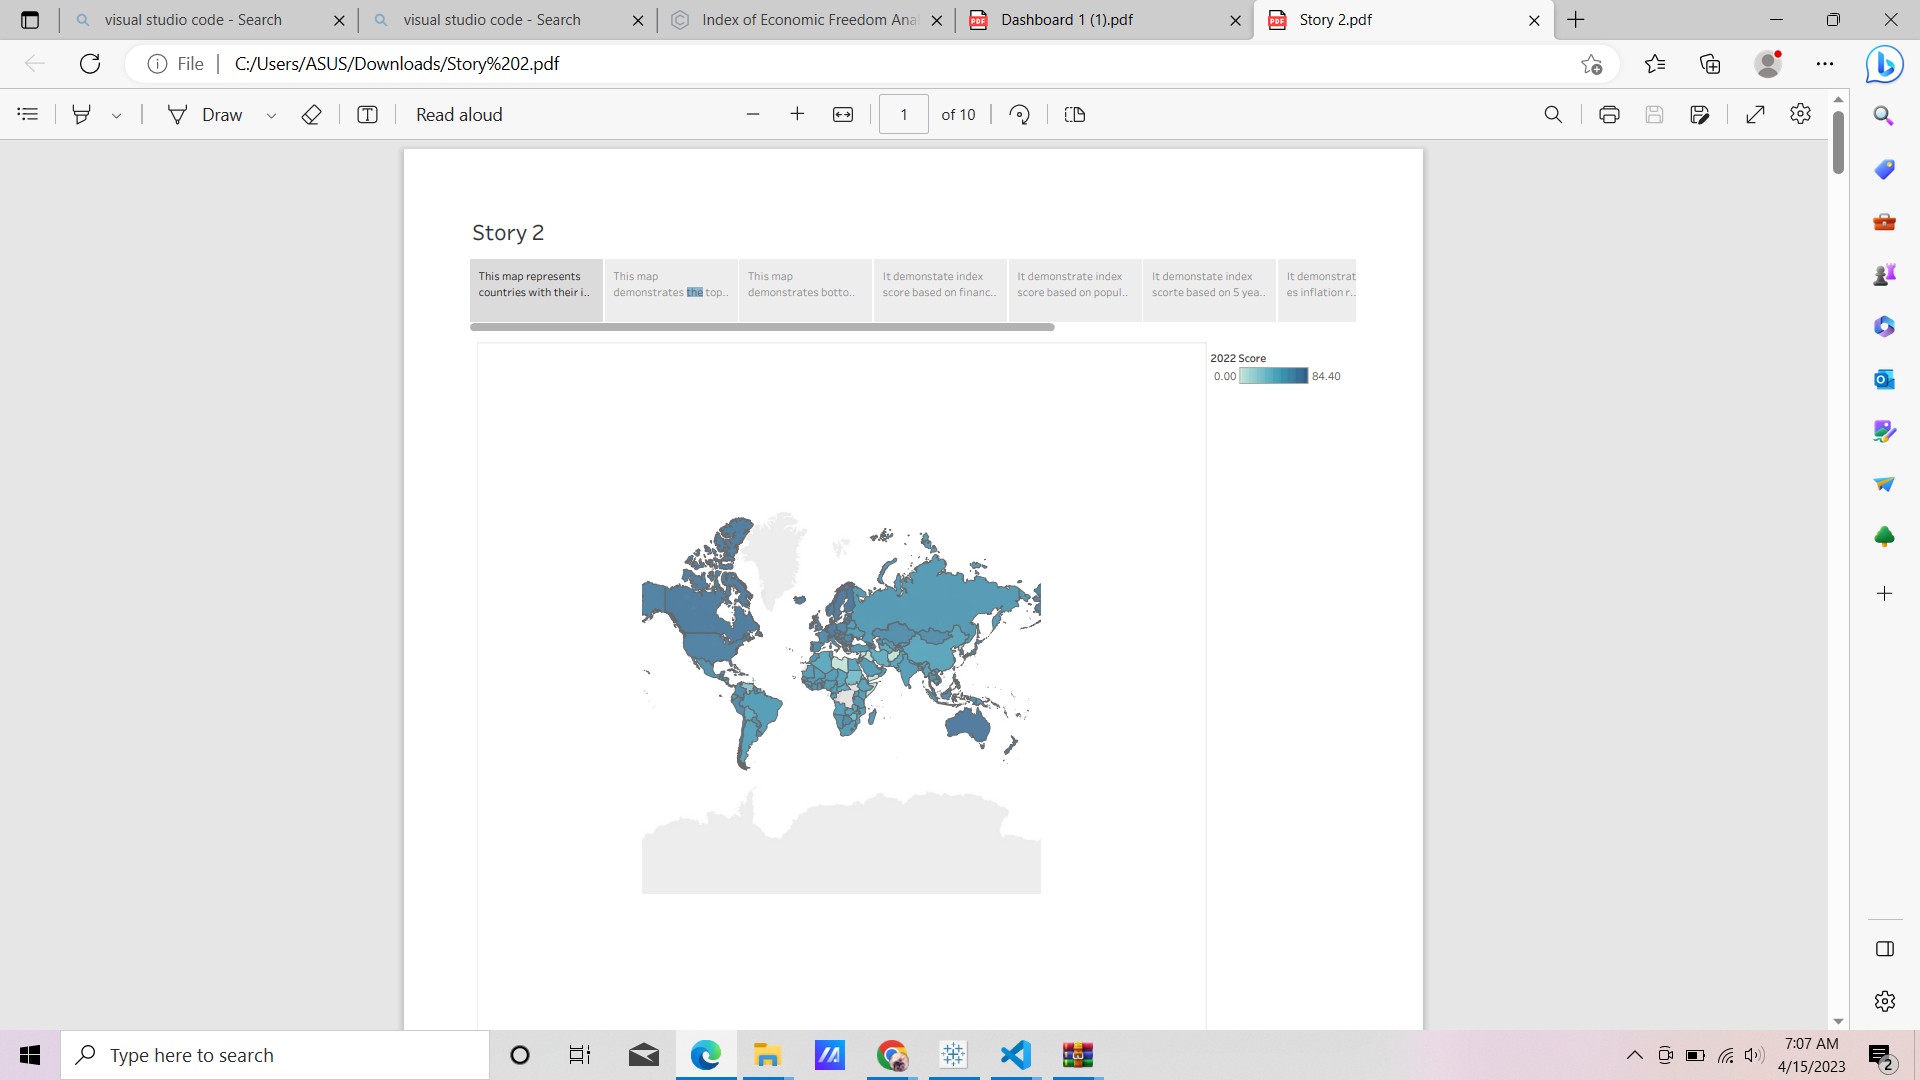 visual studio code - Search
visual studio code - Search
Index of Economic Freedom Anal
Dashboard 1 (1).pdf
Story 2.pdf
File
C:/Users/ASUS/Downloads/Story%202.pdf
Draw
Read aloud
1
of 10
Story 2
This map represents
countries with their i..
This map
demonstrates the top..
This map
demonstrates botto..
It demonstate index
score based on financ..
It demonstrate index
score based on popul..
It demonstate index
scorte based on 5 yea..
It demonstrat
es inflation r..
2022 Score
0.00
84.40
Type here to search
7:07 AM
4/15/2023
2